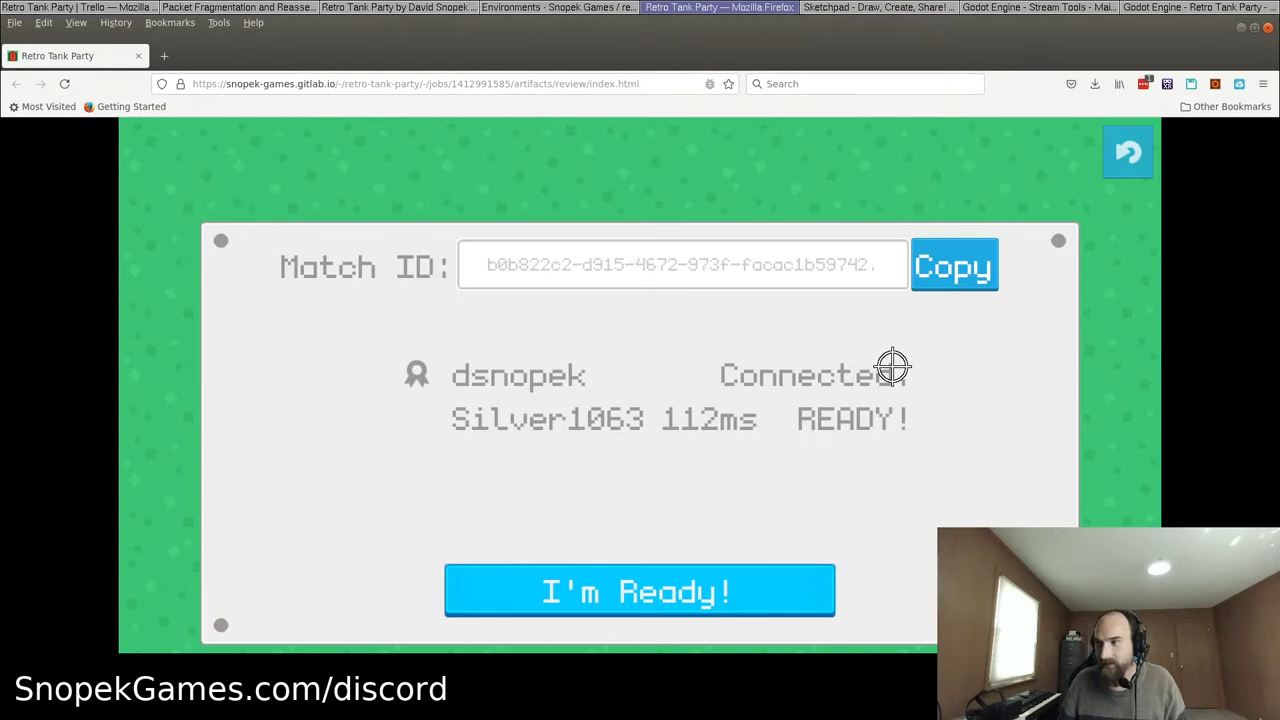 Retro Tank Party | Trello — Mozilla F...
Packet Fragmentation and Reasse...
Retro Tank Party by David Snopek ...
Environments · Snopek Games / re...
Retro Tank Party — Mozilla Firefox
Sketchpad - Draw, Create, Share! ...
Godot Engine - Stream Tools - Mai...
Godot Engine - Retro Tank Party - ...
File Edit View History Bookmarks Tools Help
Retro Tank Party
https://snopek-games.gitlab.io/-/retro-tank-party/-/jobs/1412991585/artifacts/review/index.html
Search
1
Most Visited
Getting Started
Other Bookmarks
Match ID:
b0b822c2-d915-4672-973f-facac1b59742.
Copy
dsnopek
Silver1063 112ms READY!
I'm Ready!
SnopekGames.com/discord